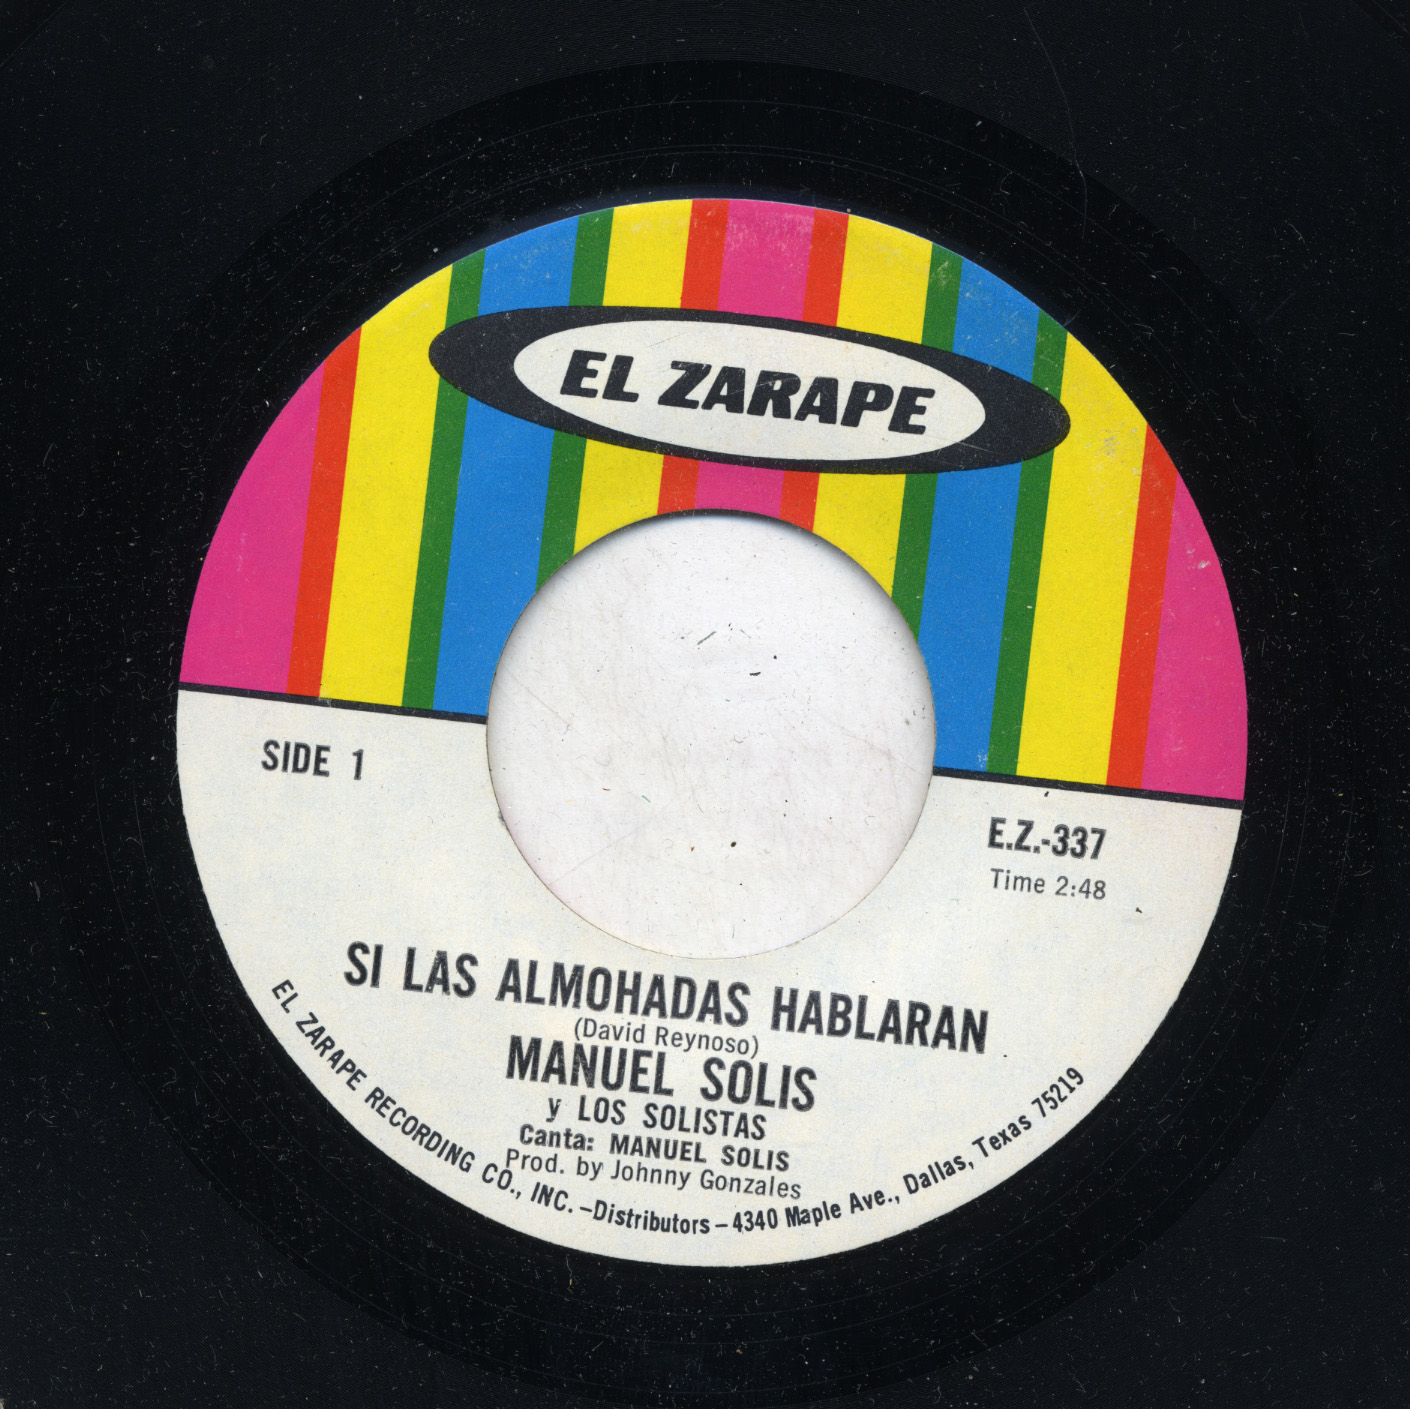 EL ZARAPE
SIDE 1
E.Z.-337
Time 2:48
SI LAS ALMOHADAS HABLARAN
(David Reynoso)
MANUEL SOLIS
y LOS SOLISTAS
Canta: MANUEL SOLIS
Prod. by Johnny Gonzales
EL ZARAPE RECORDING CO., INC. –Distributors – 4340 Maple Ave., Dallas, Texas 75219